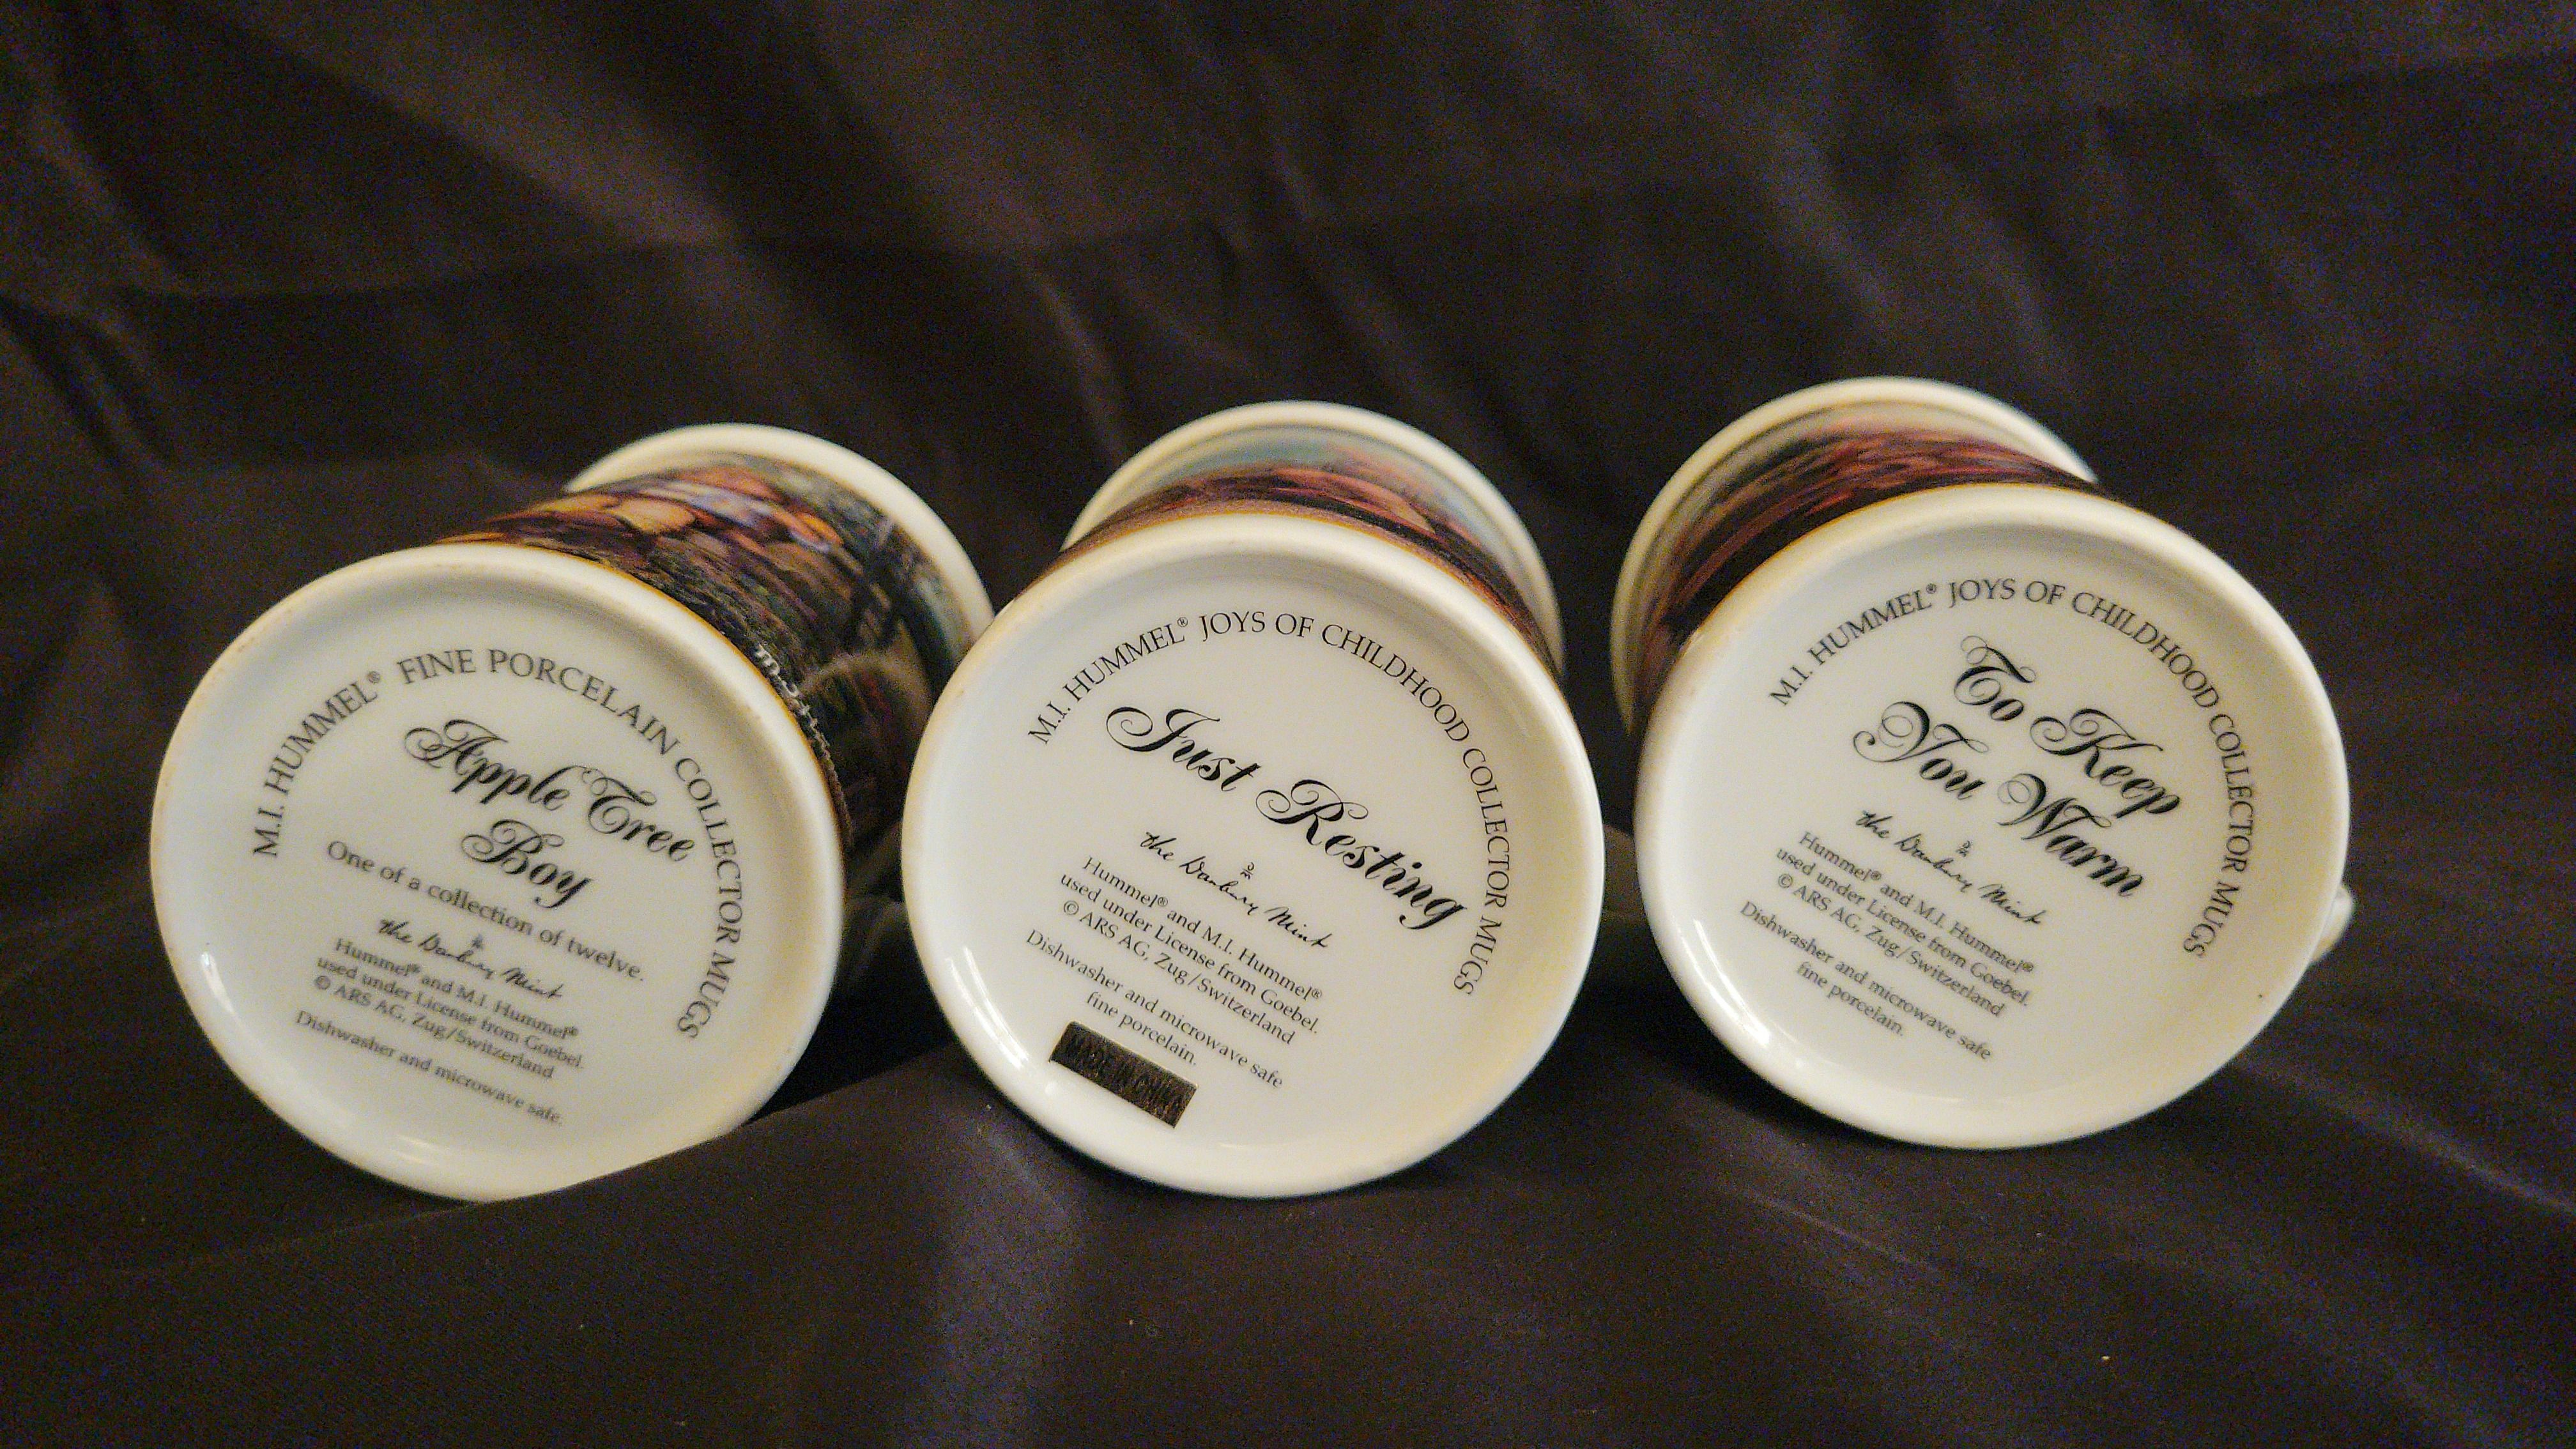 M.I. HUMMEL® FINE PORCELAIN COLLECTOR MUGS
Apple Tree
Boy
One of a collection of twelve.
the Danbury Mint
Hummel® and M.I. Hummel®
used under License from Goebel.
© ARS AG, Zug/Switzerland
Dishwasher and microwave safe.
M.I. HUMMEL® JOYS OF CHILDHOOD COLLECTOR MUGS
Just Resting
the Danbury Mint
Hummel® and M.I. Hummel®
used under License from Goebel.
© ARS AG, Zug/Switzerland
Dishwasher and microwave safe
fine porcelain.
MADE IN CHINA
M.I. HUMMEL® JOYS OF CHILDHOOD COLLECTOR MUGS
To Keep
You Warm
the Danbury Mint
Hummel® and M.I. Hummel®
used under License from Goebel.
© ARS AG, Zug/Switzerland
Dishwasher and microwave safe
fine porcelain.